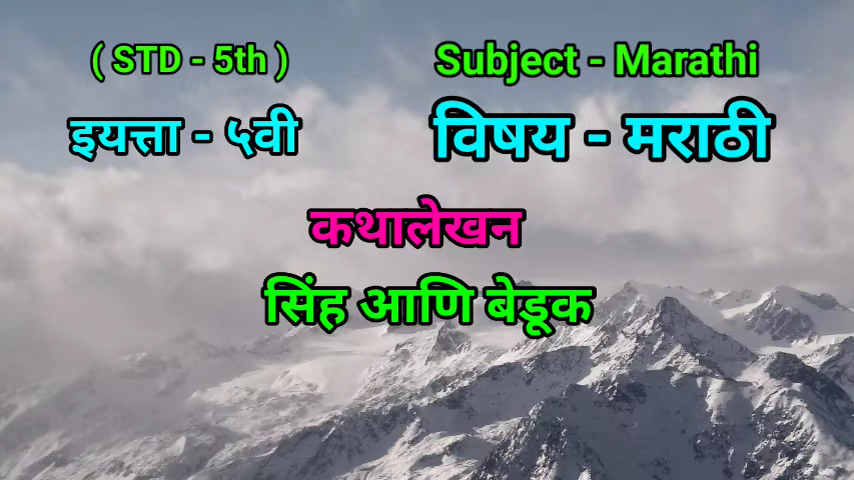 ( STD - 5th )
Subject - Marathi
इयत्ता - ५वी
विषय - मराठी
कथालेखन
सिंह आणि बेडूक